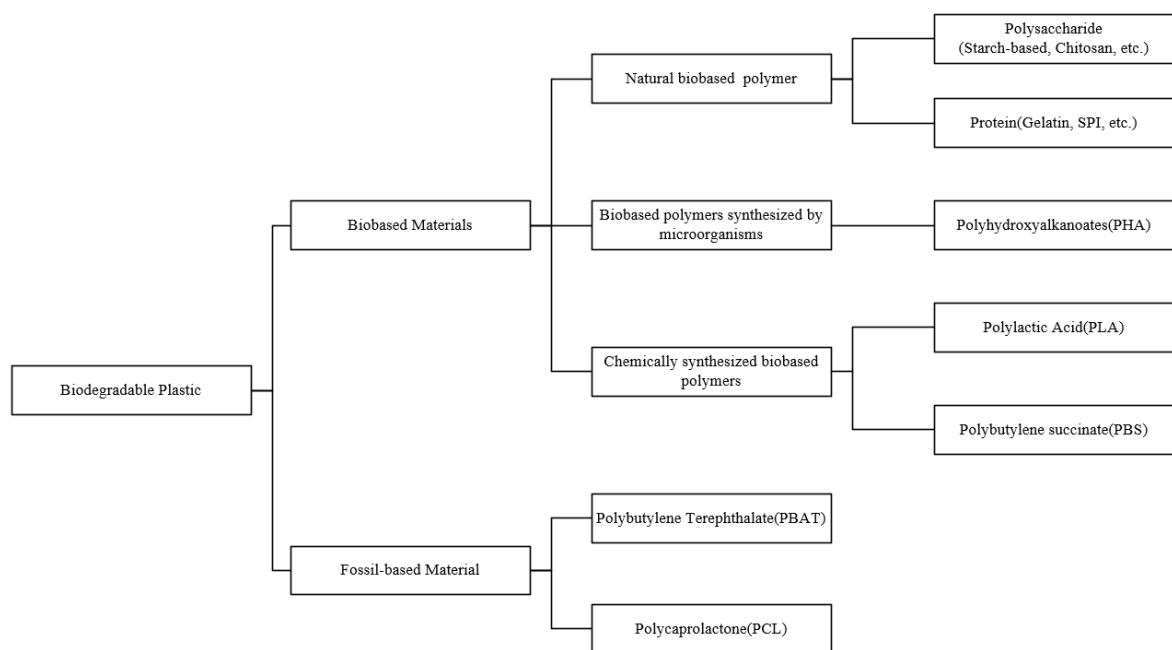 Polysaccharide
(Starch-based, Chitosan, etc.)
Natural biobased polymer
Protein(Gelatin, SPI, etc.)
Biobased Materials
Biobased polymers synthesized by
microorganisms
Polyhydroxyalkanoates(PHA)
Polylactic Acid(PLA)
Chemically synthesized biobased
polymers
Biodegradable Plastic
Polybutylene succinate(PBS)
Polybutylene Terephthalate(PBAT)
Fossil-based Material
Polycaprolactone(PCL)